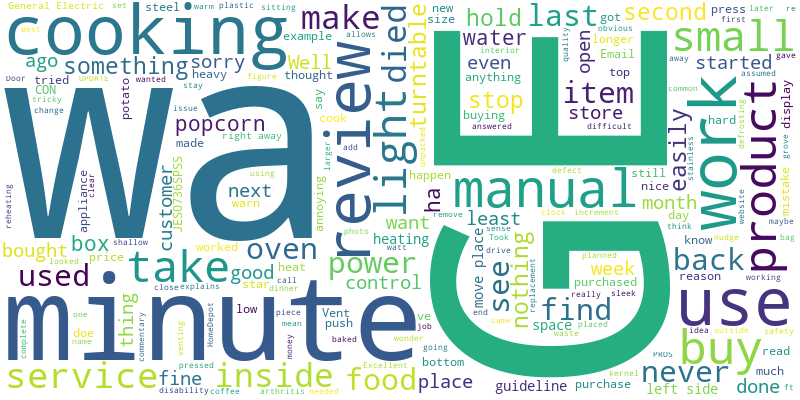 General Electric set steel warm plastic sitting
cooking review light died make hold last second small
desc example allows water got new size press first later re
ago something sorry Well even longer Email open quality obvious started away gave
Door UPDATE tried potato wanted heavy figure thought turntable anything top common assumed
CON stay say stop item interior work product display
tricky change issue popcorn cook unpacked buying store easily hard
Wa made right away larger add answered difficult defrosting grove
GE using happen defect still stainless mistake
reheating appliance clear customer JES07365PSS next annoying ha manual nice website maybe
warn want remove clock increment month day think bag
shallow worked least sense Took know nudge
bought box price oven heating move place drive see nothing planned week back reason working
looked take good heat photo watt purchased
used star control power end same replacement really sleek much
close explains call dinner find use
minute low Vent push piece ve job space placed idea outside safety
complete one thing doe venting HomeDepot mean baked wonder waste buy PROS read
name commentary money going kernel
service pressed inside Excellent food bottom never done
fine disability coffee arthritis needed place guideline purchase left side ft